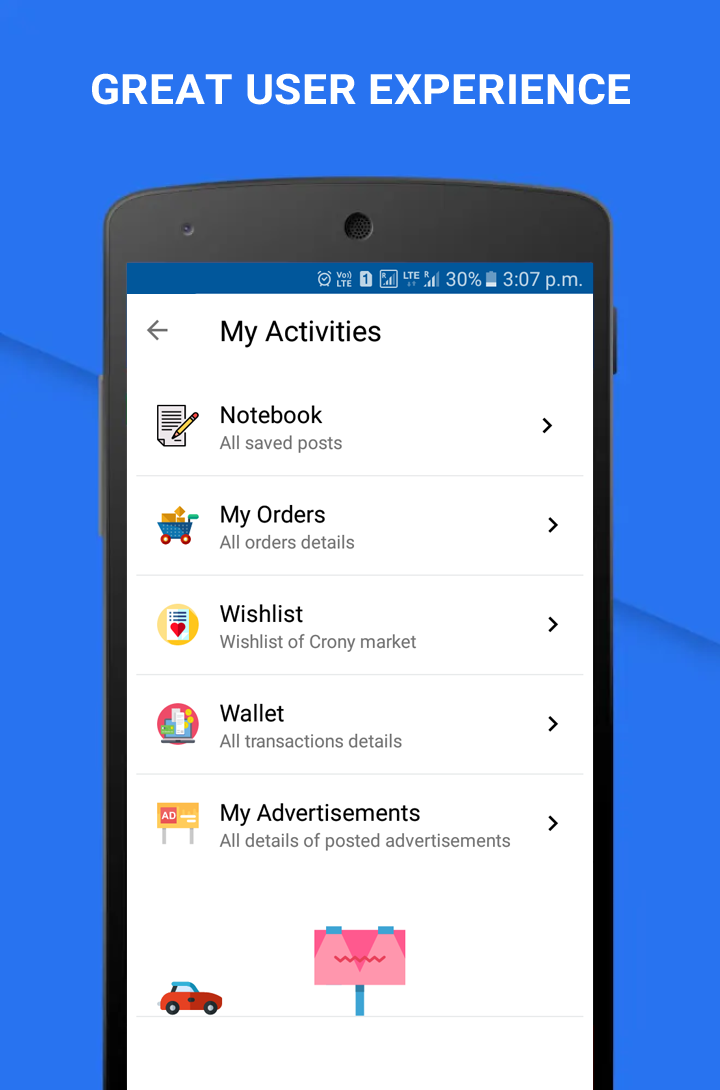 GREAT USER EXPERIENCE
Vo))
LTE 1 R LTE R 30% 3:07 p.m.
My Activities
Notebook
All saved posts
My Orders
All orders details
Wishlist
Wishlist of Crony market
Wallet
All transactions details
AD
My Advertisements
All details of posted advertisements